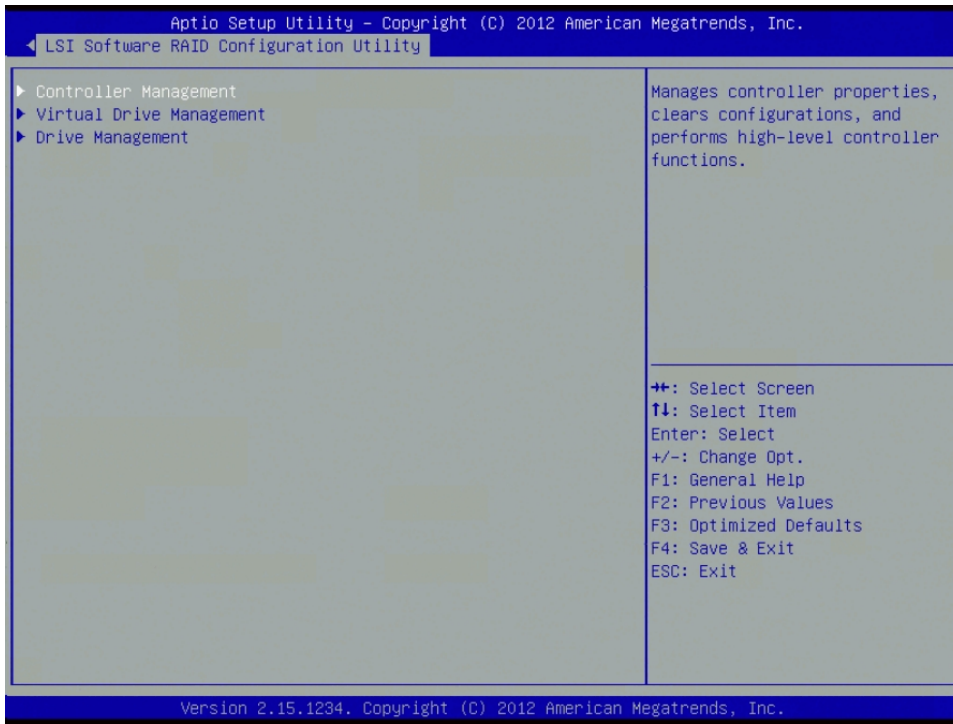 Aptio Setup Utility – Copyright (C) 2012 American Megatrends, Inc.
LSI Software RAID Configuration Utility
Controller Management
Virtual Drive Management
Drive Management
Manages controller properties,
clears configurations, and
performs high-level controller
functions.
→←: Select Screen
↑↓: Select Item
Enter: Select
+/-: Change Opt.
F1: General Help
F2: Previous Values
F3: Optimized Defaults
F4: Save & Exit
ESC: Exit
Version 2.15.1234. Copyright (C) 2012 American Megatrends, Inc.